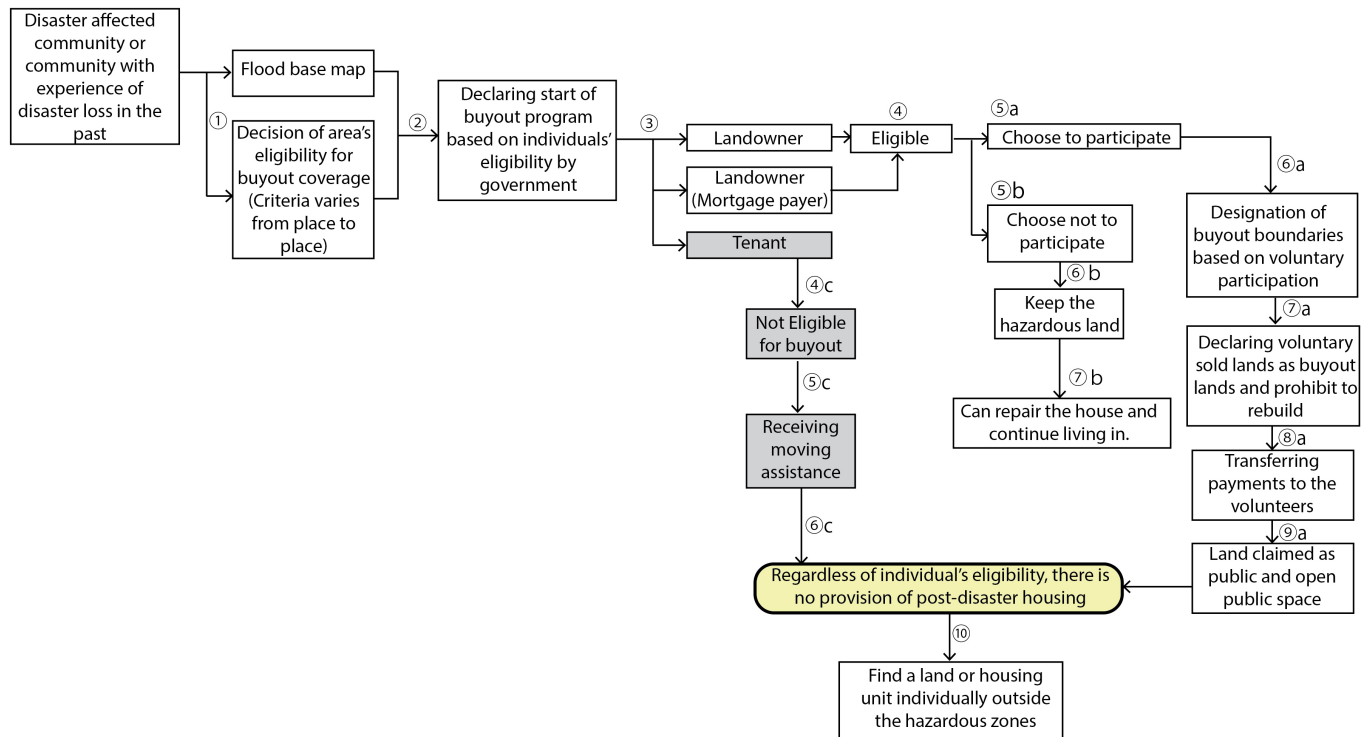 Disaster affected
community or
community with
experience of
disaster loss in the
past
①
Flood base map
Decision of area's
eligibility for
buyout coverage
(Criteria varies
from place to
place)
②
Declaring start of
buyout program
based on individuals'
eligibility by
government
③
Landowner
Landowner
(Mortgage payer)
Tenant
④
Eligible
⑤a
Choose to participate
⑤b
Choose not to
participate
⑥b
Keep the
hazardous land
⑦b
Can repair the house and
continue living in.
④c
Not Eligible
for buyout
⑤c
Receiving
moving
assistance
⑥c
⑥a
Designation of
buyout boundaries
based on voluntary
participation
⑦a
Declaring voluntary
sold lands as buyout
lands and prohibit to
rebuild
⑧a
Transferring
payments to the
volunteers
⑨a
Land claimed as
public and open
public space
Regardless of individual's eligibility, there is
no provision of post-disaster housing
⑩
Find a land or housing
unit individually outside
the hazardous zones